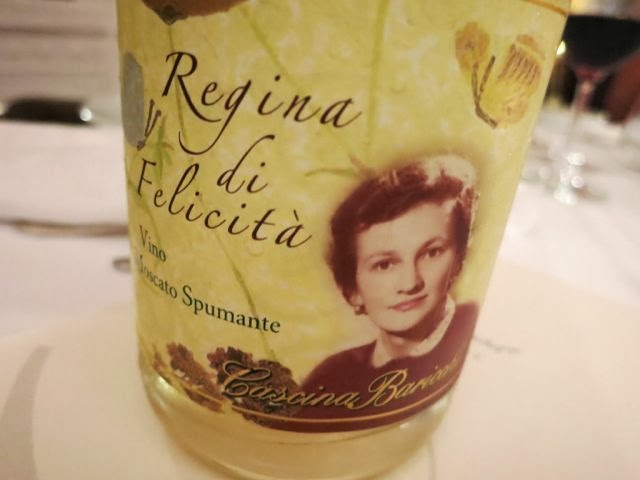 Regina
di
Felicità
Vino
Moscato Spumante
Cascina